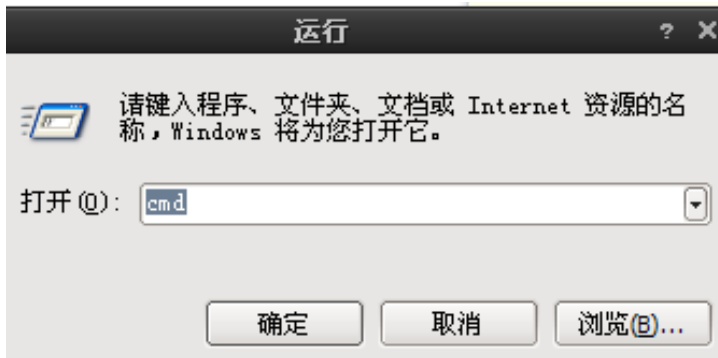 运行
请键入程序、文件夹、文档或 Internet 资源的名
称，Windows 将为您打开它。
打开(O): cmd
确定 取消 浏览(B)...